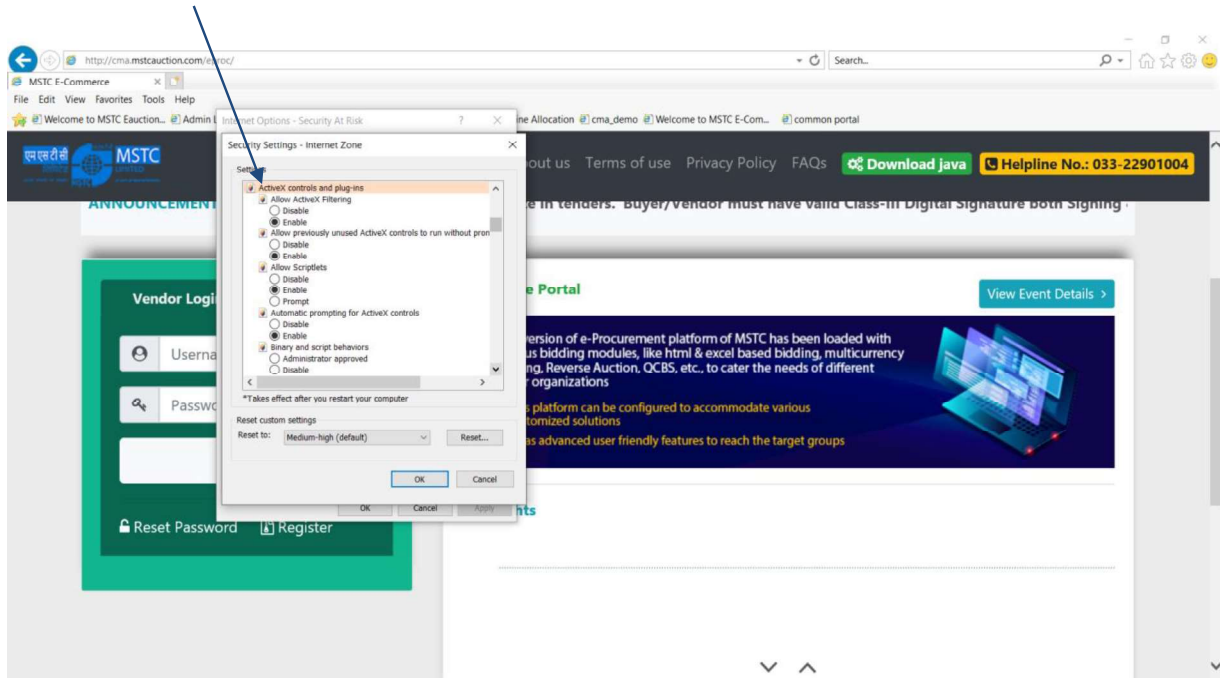 http://cma.mstcauction.com/eproc/
Search...
MSTC E-Commerce
File Edit View Favorites Tools Help
Welcome to MSTC Eauction... Admin L
ine Allocation cma_demo Welcome to MSTC E-Com... common portal
Internet Options - Security At Risk ?
Security Settings - Internet Zone
एम एस टी सी MSTC
LIMITED
out us Terms of use Privacy Policy FAQs Download java Helpline No.: 033-22901004
ANNOUNCEMENT
in tenders. Buyer/Vendor must have valid Class-III Digital Signature both Signing
Settings
ActiveX controls and plug-ins
Allow ActiveX Filtering
Disable
Enable
Allow previously unused ActiveX controls to run without pron
Disable
Enable
Allow Scriptlets
Disable
Enable
Prompt
Automatic prompting for ActiveX controls
Disable
Enable
Binary and script behaviors
Administrator approved
Disable
*Takes effect after you restart your computer
Reset custom settings
Reset to: Medium-high (default) Reset...
OK Cancel
OK Cancel Apply
Vendor Logi
Userna
Passwo
Reset Password Register
e Portal
View Event Details
version of e-Procurement platform of MSTC has been loaded with
us bidding modules, like html & excel based bidding, multicurrency
ng, Reverse Auction, QCBS, etc., to cater the needs of different
r organizations
s platform can be configured to accommodate various
tomized solutions
as advanced user friendly features to reach the target groups
nts